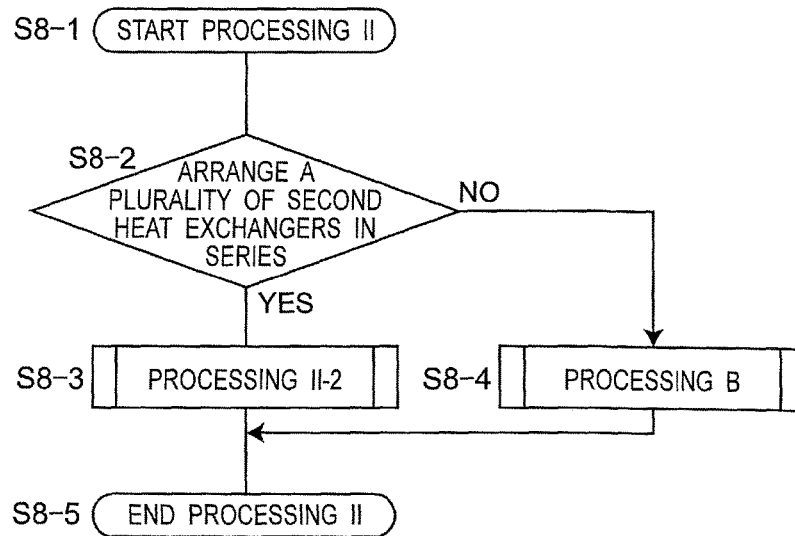 S8-1 START PROCESSING II
S8-2
ARRANGE A
PLURALITY OF SECOND
HEAT EXCHANGERS IN
SERIES
NO
YES
S8-3 PROCESSING II-2
S8-4 PROCESSING B
S8-5 END PROCESSING II